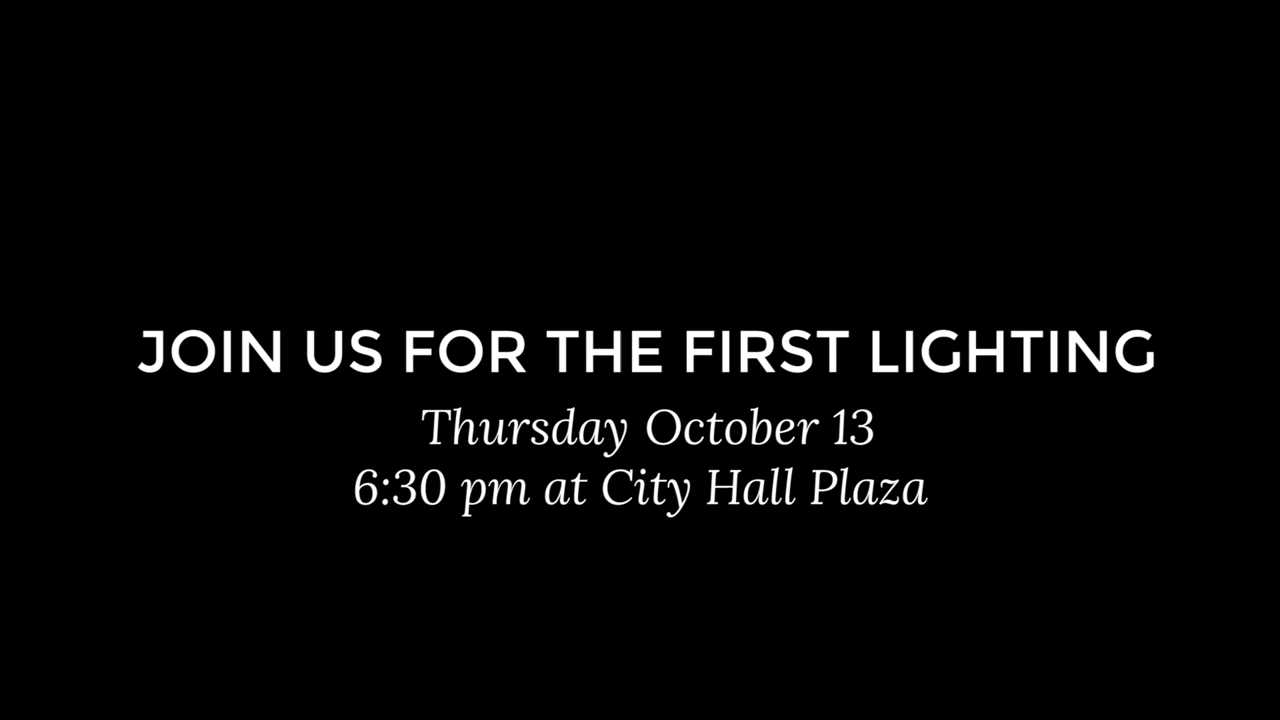 JOIN US FOR THE FIRST LIGHTING
Thursday October 13
6:30 pm at City Hall Plaza